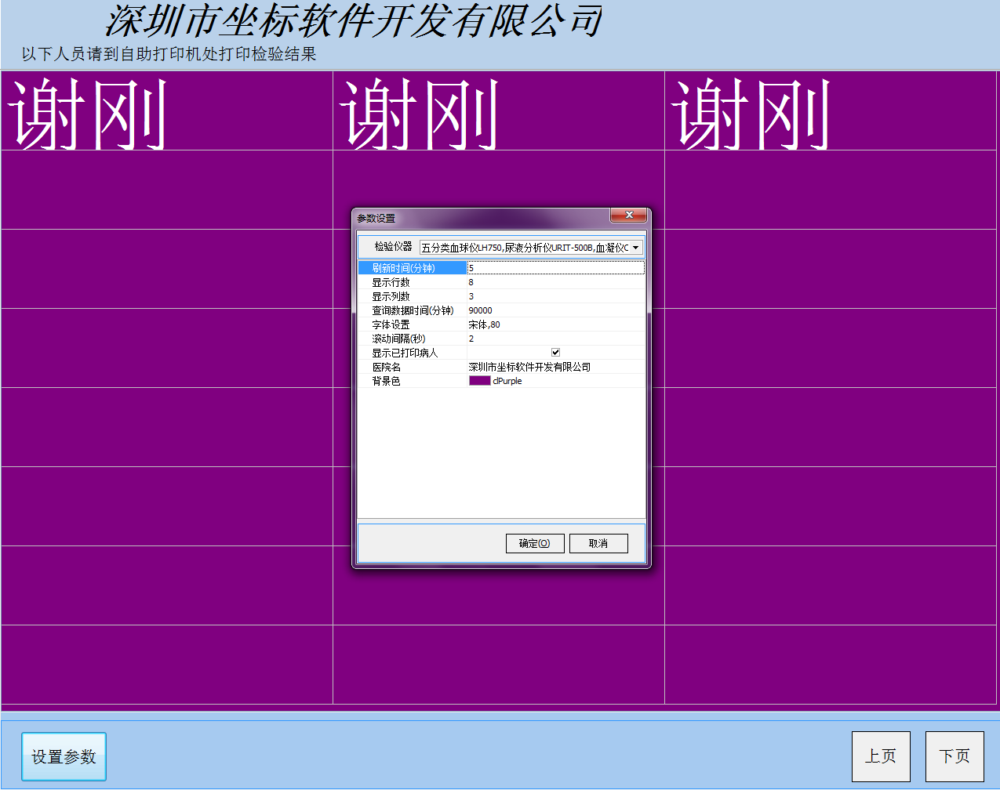 深圳市坐标软件开发有限公司
以下人员请到自助打印机处打印检验结果
谢刚 谢刚 谢刚
参数设置
检验仪器 五分类血球仪LH750,尿液分析仪URIT-500B,血凝仪C
刷新时间(分钟) 5
显示行数 8
显示列数 3
查询数据时间(分钟) 90000
字体设置 宋体,80
滚动间隔(秒) 2
显示已打印病人
医院名 深圳市坐标软件开发有限公司
背景色 clPurple
确定(O) 取消
设置参数 上页 下页